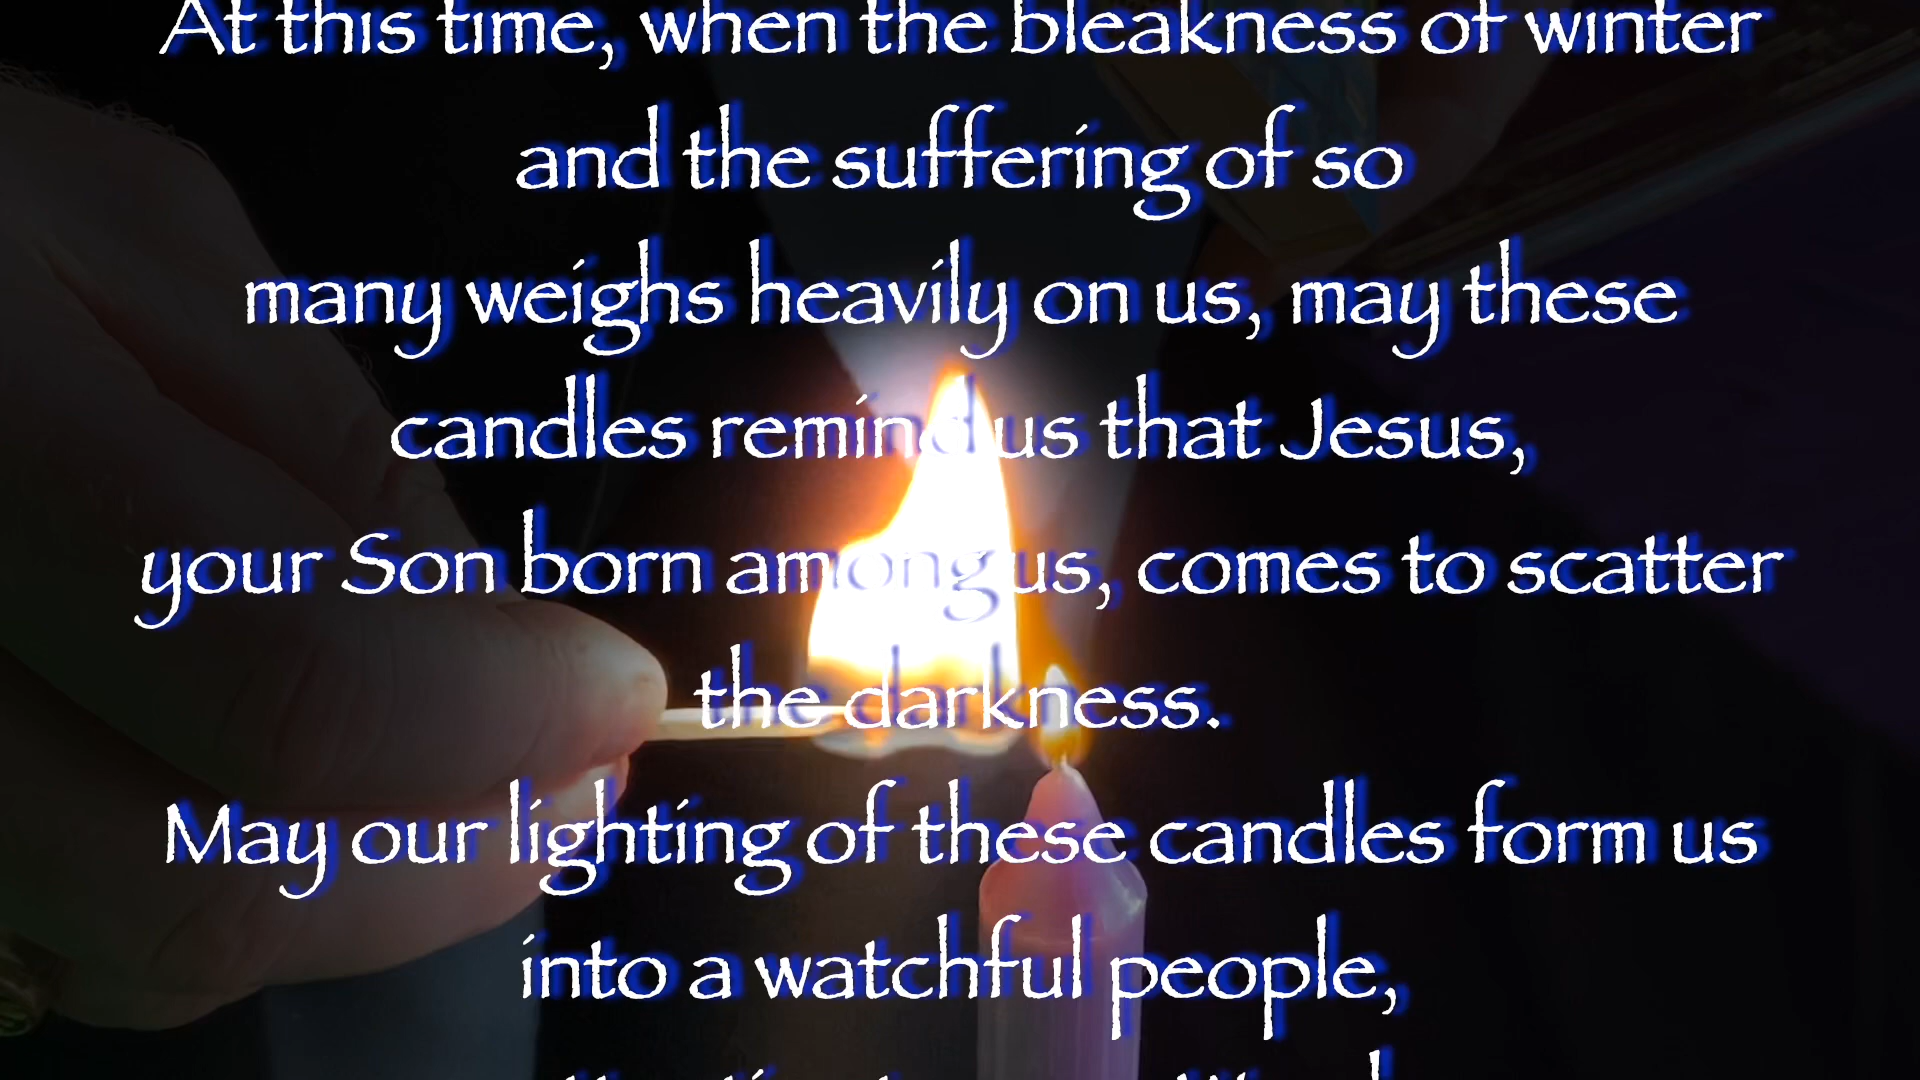 At this time, when the bleakness of winter
and the suffering of so
many weighs heavily on us, may these
candles remind us that Jesus,
your Son born among us, comes to scatter
the darkness.
May our lighting of these candles form us
into a watchful people,